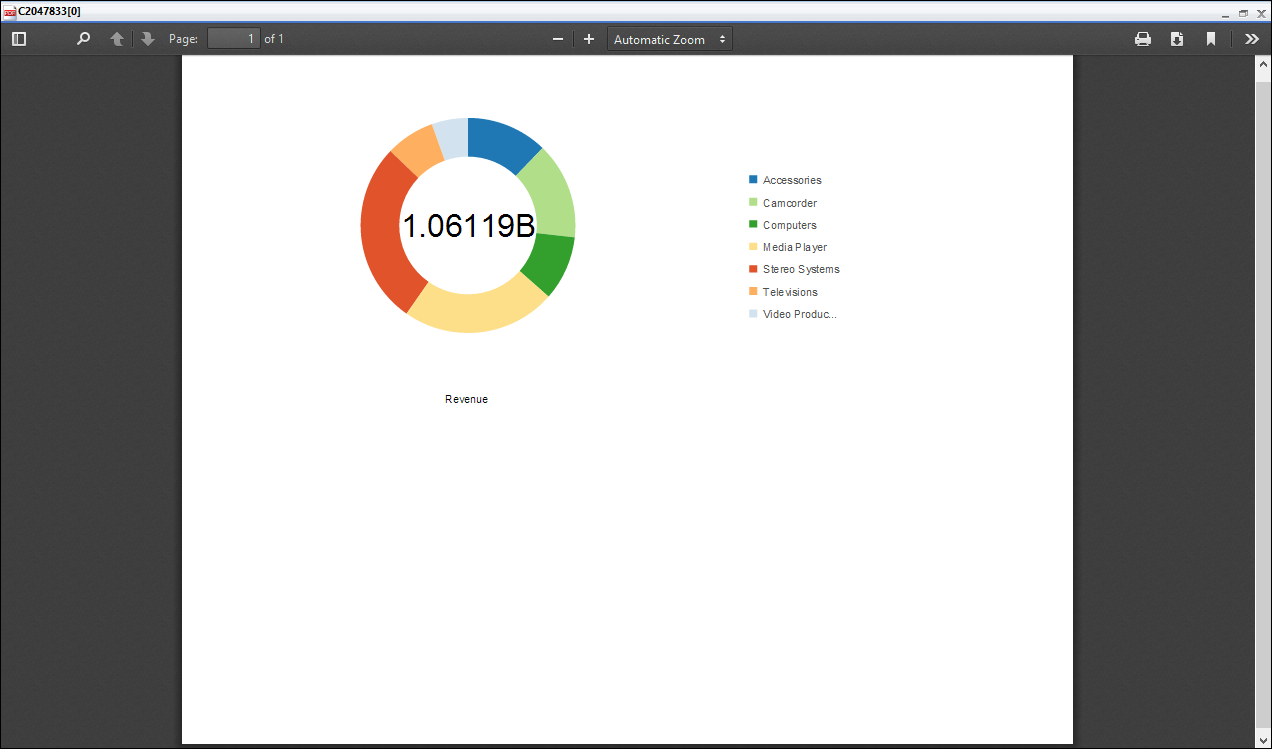 C2047833[0]
Page: 1 of 1 Automatic Zoom
1.06119B
Revenue
Accessories
Camcorder
Computers
Media Player
Stereo Systems
Televisions
Video Produc...